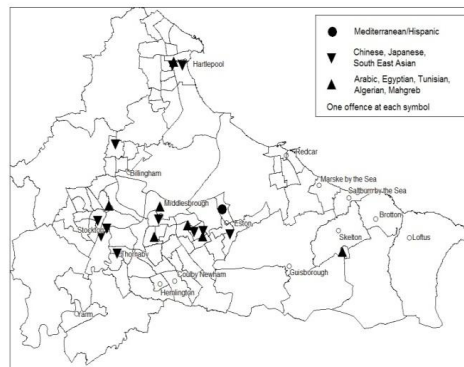 Mediterranean/Hispanic
Chinese, Japanese,
South East Asian
Arabic, Egyptian, Tunisian,
Algerian, Mahgreb
One offence at each symbol
Hartlepool
Redcar
Billingham
Marske by the Sea
Saltburn by the Sea
Middlesbrough
Eston
Brotton
Stockton
Skelton
Loftus
Thornaby
Coulby Newham
Guisborough
Hemlington
Yarm